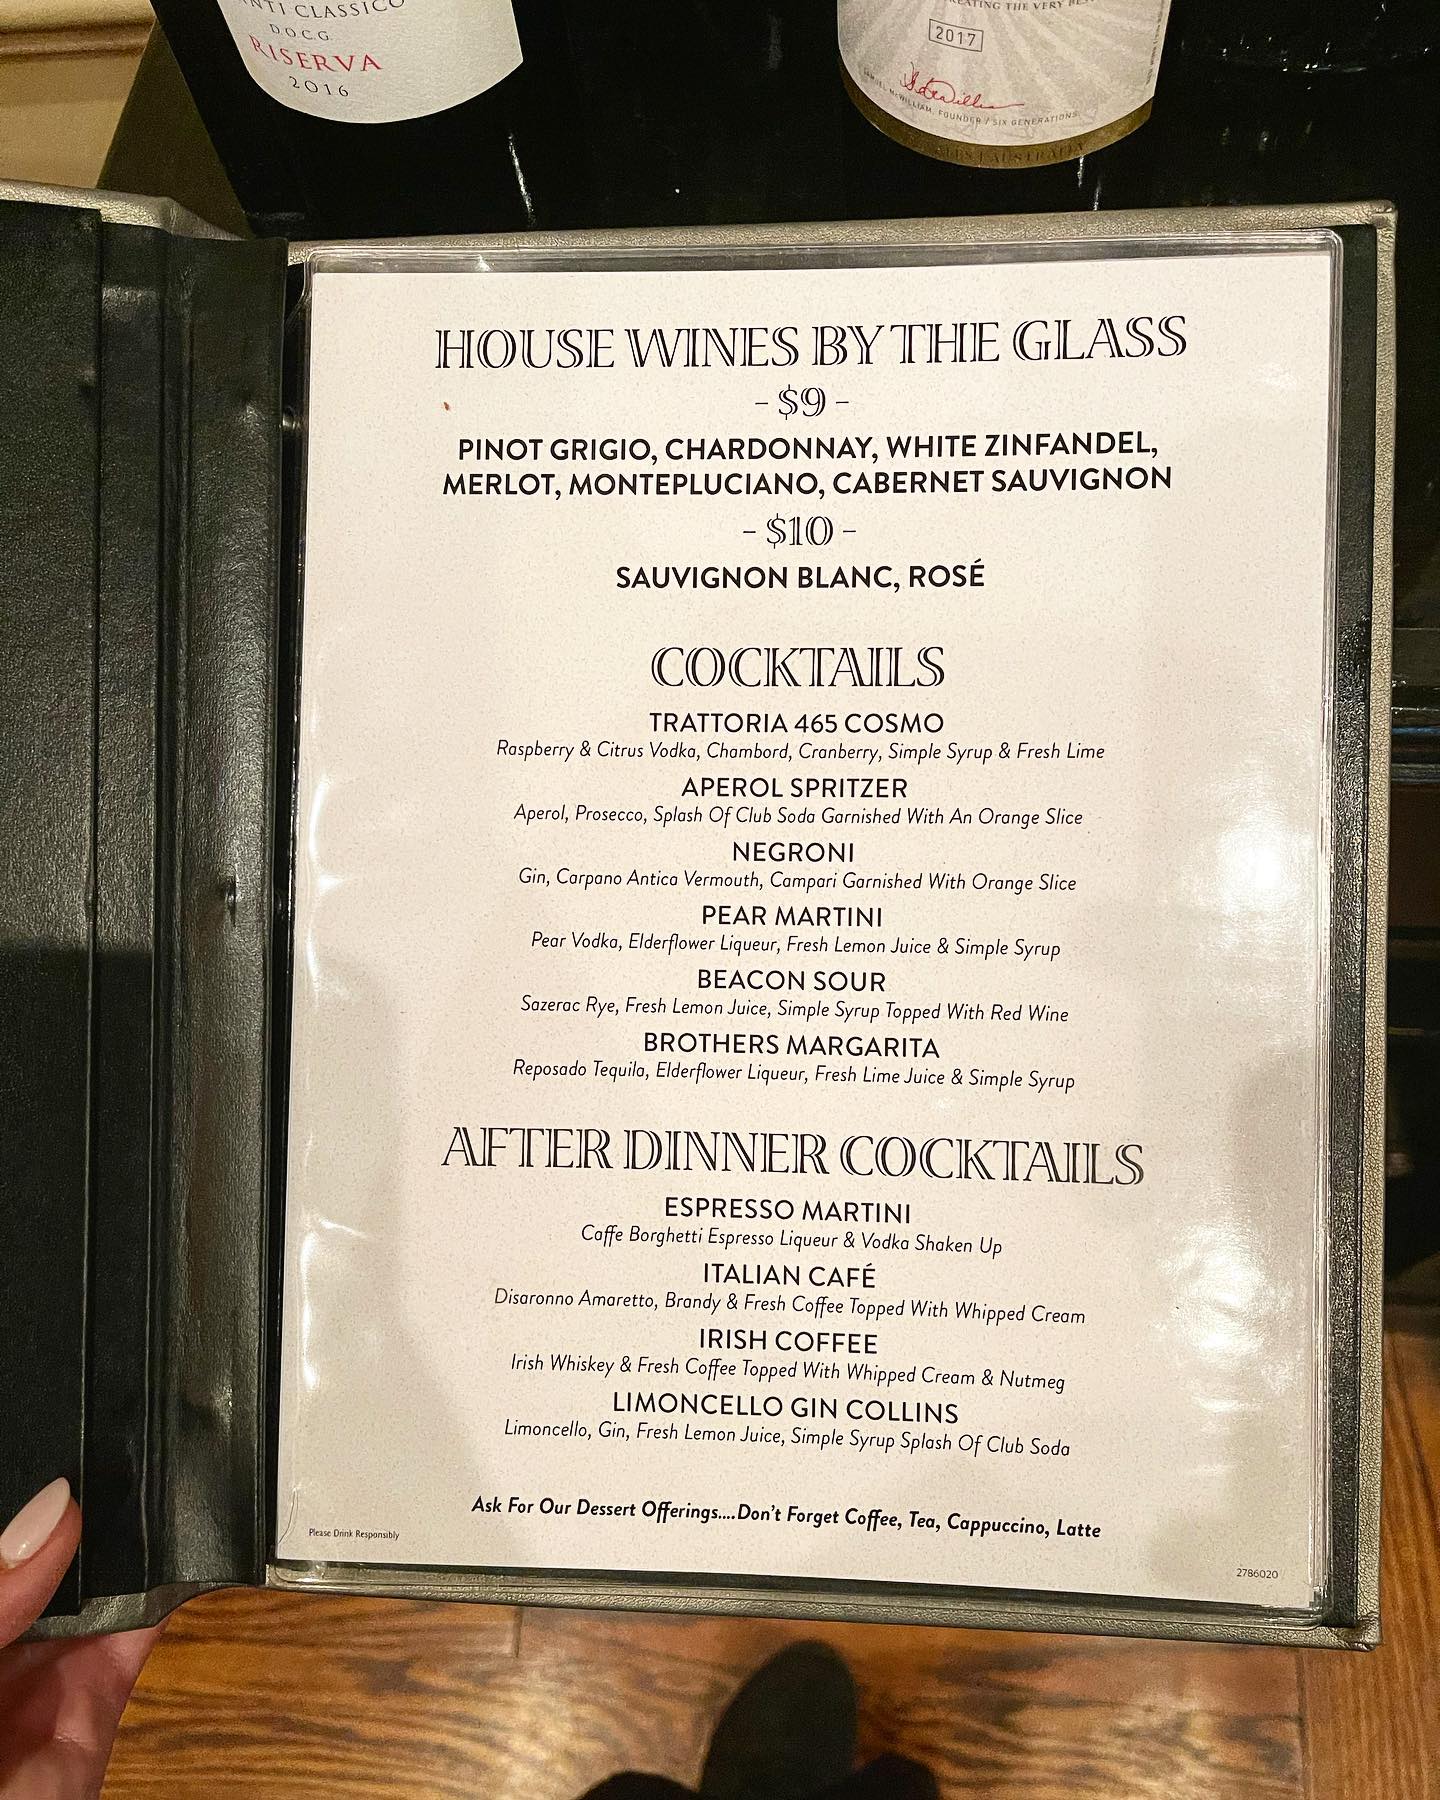 ANTI CLASSICO
D.O.C.G.
RISERVA
2016
THE VERY
2017
FOUNDER / SIX GENERATIONS
AUSTRALIA
HOUSE WINES BY THE GLASS
- $9 -
PINOT GRIGIO, CHARDONNAY, WHITE ZINFANDEL,
MERLOT, MONTEPLUCIANO, CABERNET SAUVIGNON
- $10 -
SAUVIGNON BLANC, ROSÉ
COCKTAILS
TRATTORIA 465 COSMO
Raspberry & Citrus Vodka, Chambord, Cranberry, Simple Syrup & Fresh Lime
APEROL SPRITZER
Aperol, Prosecco, Splash Of Club Soda Garnished With An Orange Slice
NEGRONI
Gin, Carpano Antica Vermouth, Campari Garnished With Orange Slice
PEAR MARTINI
Pear Vodka, Elderflower Liqueur, Fresh Lemon Juice & Simple Syrup
BEACON SOUR
Sazerac Rye, Fresh Lemon Juice, Simple Syrup Topped With Red Wine
BROTHERS MARGARITA
Reposado Tequila, Elderflower Liqueur, Fresh Lime Juice & Simple Syrup
AFTER DINNER COCKTAILS
ESPRESSO MARTINI
Caffe Borghetti Espresso Liqueur & Vodka Shaken Up
ITALIAN CAFÉ
Disaronno Amaretto, Brandy & Fresh Coffee Topped With Whipped Cream
IRISH COFFEE
Irish Whiskey & Fresh Coffee Topped With Whipped Cream & Nutmeg
LIMONCELLO GIN COLLINS
Limoncello, Gin, Fresh Lemon Juice, Simple Syrup Splash Of Club Soda
Ask For Our Dessert Offerings....Don't Forget Coffee, Tea, Cappuccino, Latte
Please Drink Responsibly
2786020